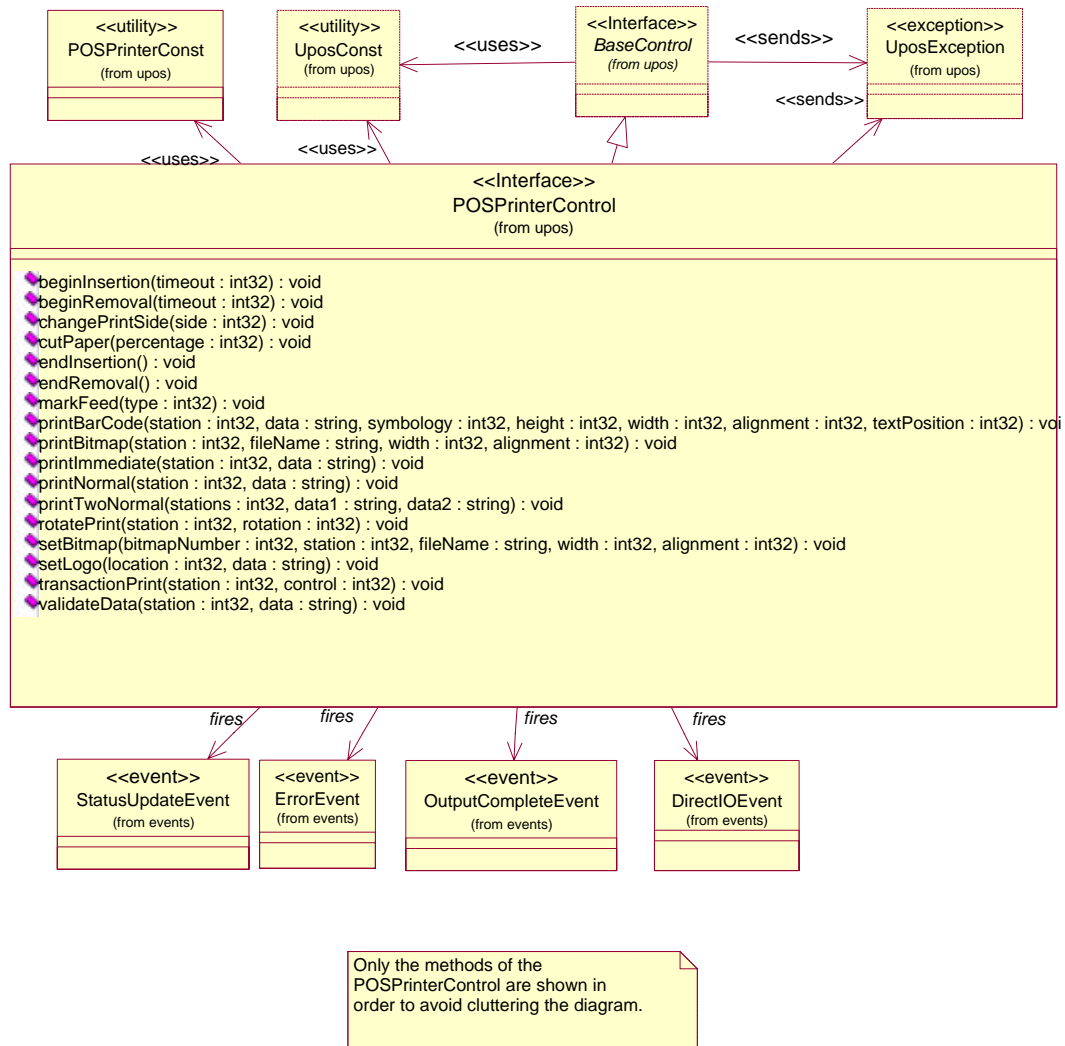 <<utility>>
POSPrinterConst
(from upos)
<<utility>>
UposConst
(from upos)
<<uses>>
<<Interface>>
BaseControl
(from upos)
<<sends>>
<<exception>>
UposException
(from upos)
<<sends>>
<<uses>>
<<uses>>
<<Interface>>
POSPrinterControl
(from upos)
beginInsertion(timeout : int32) : void
beginRemoval(timeout : int32) : void
changePrintSide(side : int32) : void
cutPaper(percentage : int32) : void
endInsertion() : void
endRemoval() : void
markFeed(type : int32) : void
printBarCode(station : int32, data : string, symbology : int32, height : int32, width : int32, alignment : int32, textPosition : int32) : voi
printBitmap(station : int32, fileName : string, width : int32, alignment : int32) : void
printImmediate(station : int32, data : string) : void
printNormal(station : int32, data : string) : void
printTwoNormal(stations : int32, data1 : string, data2 : string) : void
rotatePrint(station : int32, rotation : int32) : void
setBitmap(bitmapNumber : int32, station : int32, fileName : string, width : int32, alignment : int32) : void
setLogo(location : int32, data : string) : void
transactionPrint(station : int32, control : int32) : void
validateData(station : int32, data : string) : void
fires
fires
fires
fires
<<event>>
StatusUpdateEvent
(from events)
<<event>>
ErrorEvent
(from events)
<<event>>
OutputCompleteEvent
(from events)
<<event>>
DirectIOEvent
(from events)
Only the methods of the
POSPrinterControl are shown in
order to avoid cluttering the diagram.